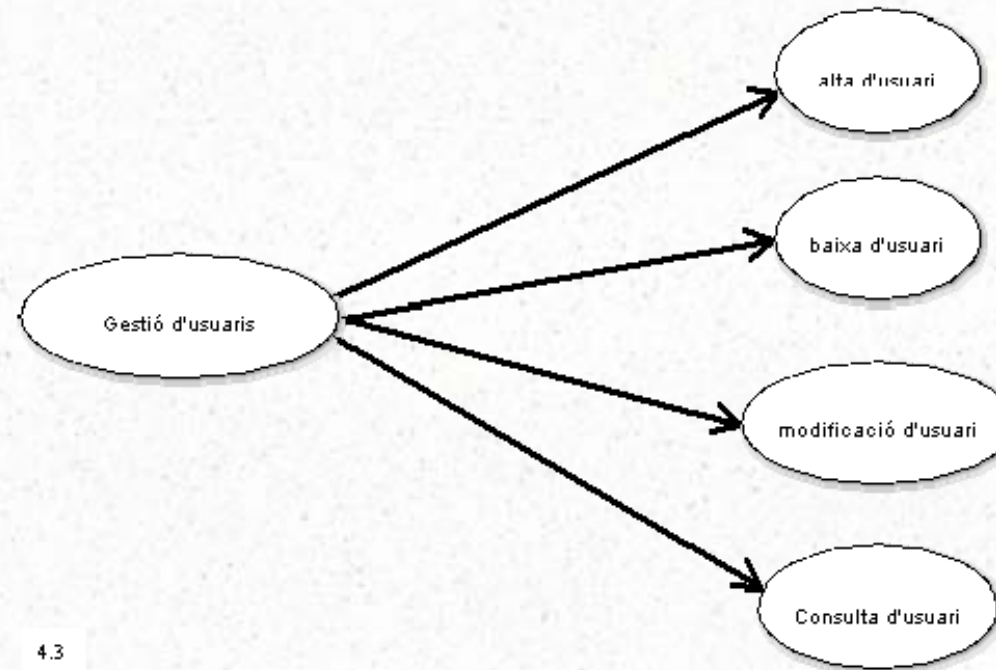 alta d'usuari
baixa d'usuari
Gestió d'usuaris
modificació d'usuari
Consulta d'usuari
4.3